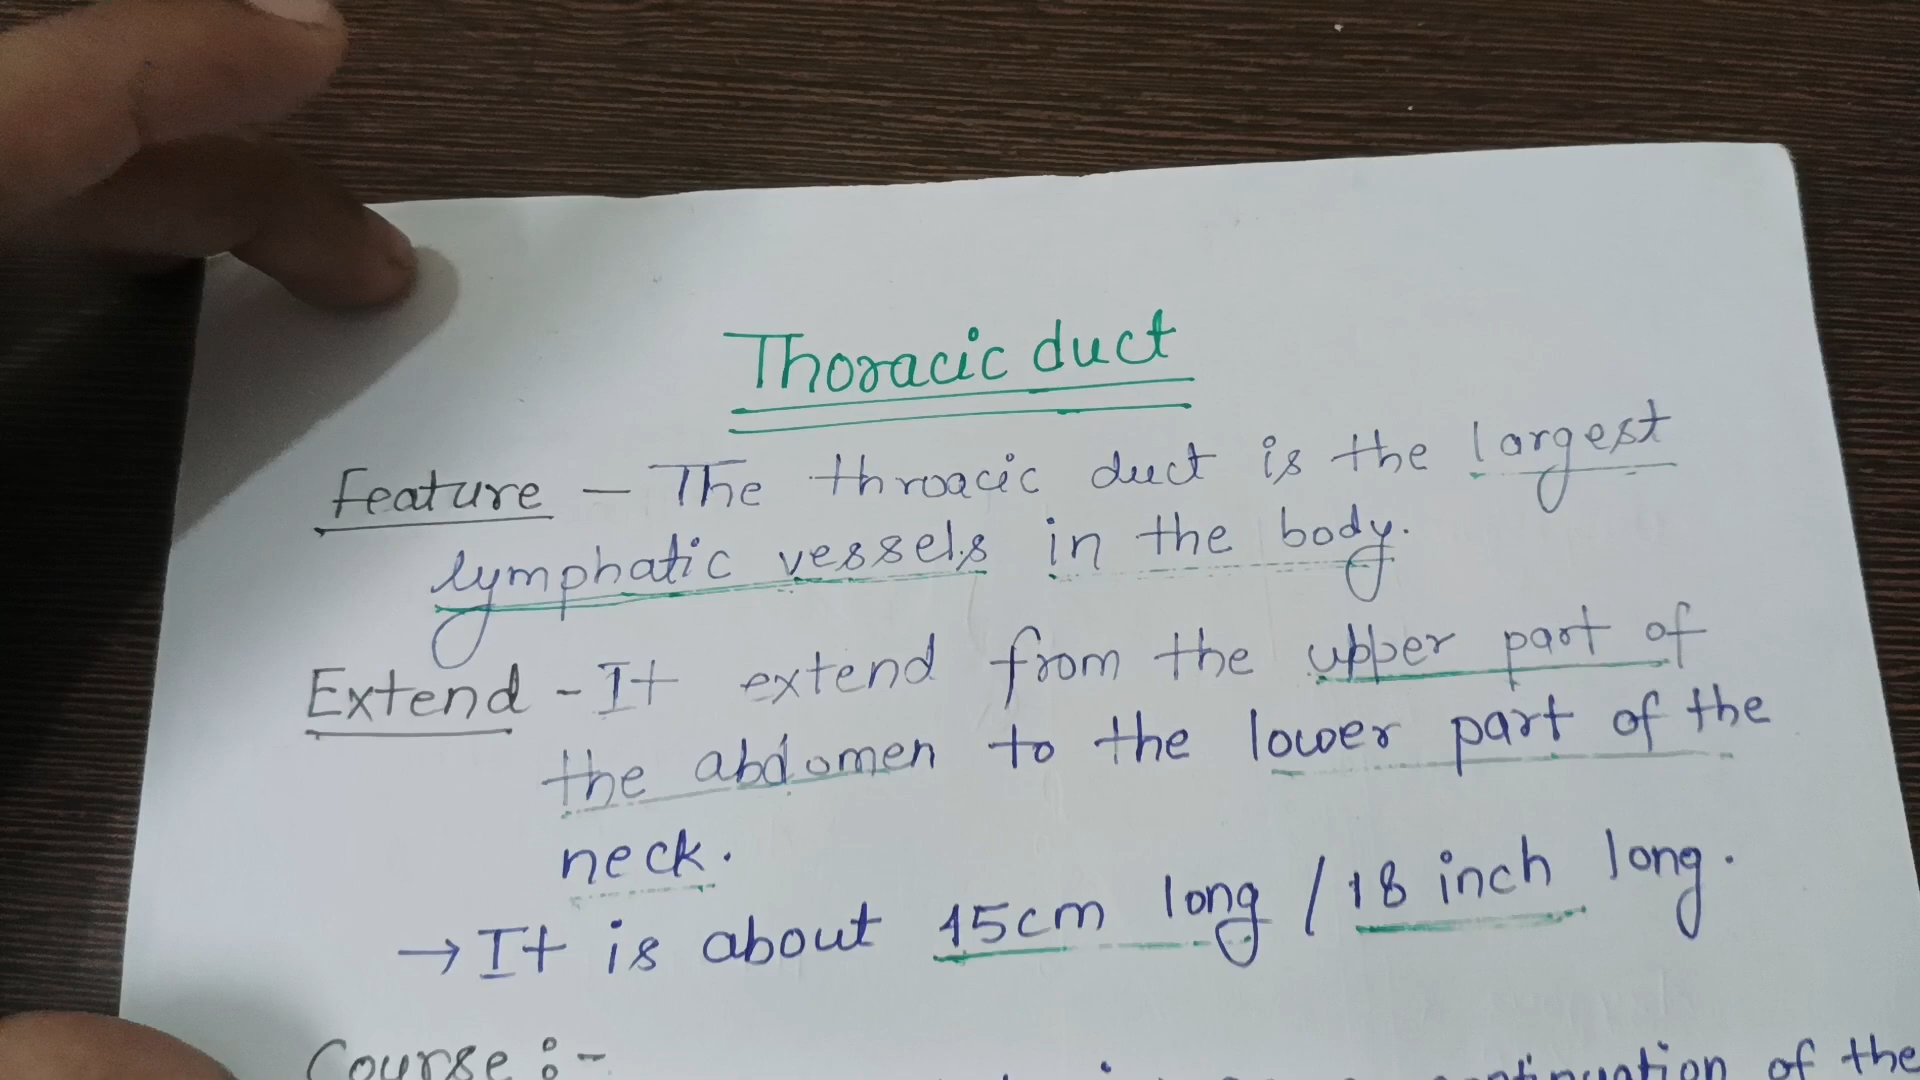 Thoracic duct
Feature - The throacic duct is the largest
lymphatic vessels in the body.
Extend - It extend from the upper part of
the abdomen to the lower part of the
neck.
→ It is about 45cm long / 18 inch long.
Course :-
continuation of the